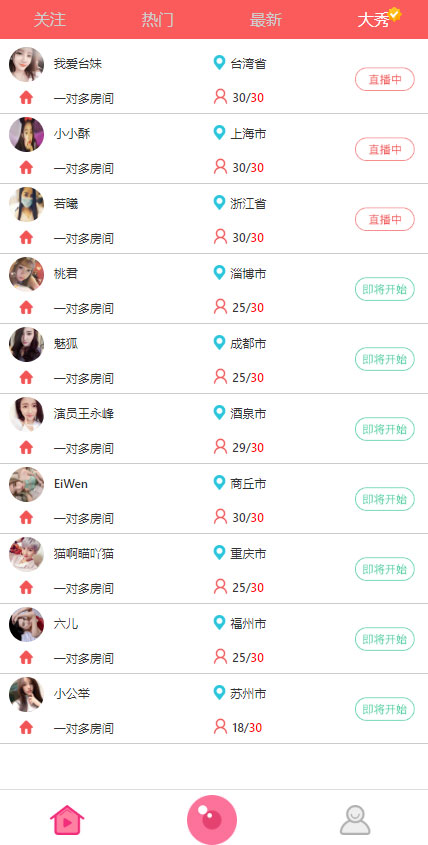 关注 热门 最新 大秀
我爱台妹 台湾省
直播中
一对多房间 30/30
小小酥 上海市
直播中
一对多房间 30/30
若曦 浙江省
直播中
一对多房间 30/30
桃君 淄博市
即将开始
一对多房间 25/30
魅狐 成都市
即将开始
一对多房间 25/30
演员王永峰 酒泉市
即将开始
一对多房间 29/30
EiWen 商丘市
即将开始
一对多房间 30/30
猫啊瞄吖猫 重庆市
即将开始
一对多房间 25/30
六儿 福州市
即将开始
一对多房间 25/30
小公举 苏州市
即将开始
一对多房间 18/30